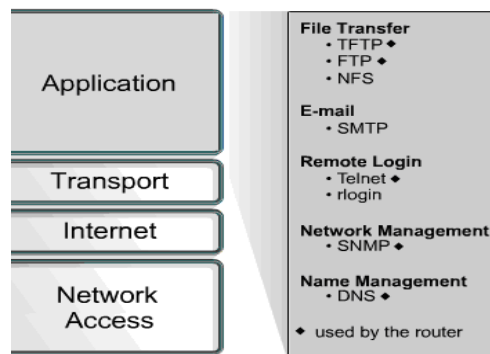 Application
Transport
Internet
Network
Access
File Transfer
• TFTP ◆
• FTP ◆
• NFS
E-mail
• SMTP
Remote Login
• Telnet ◆
• rlogin
Network Management
• SNMP ◆
Name Management
• DNS ◆
◆ used by the router